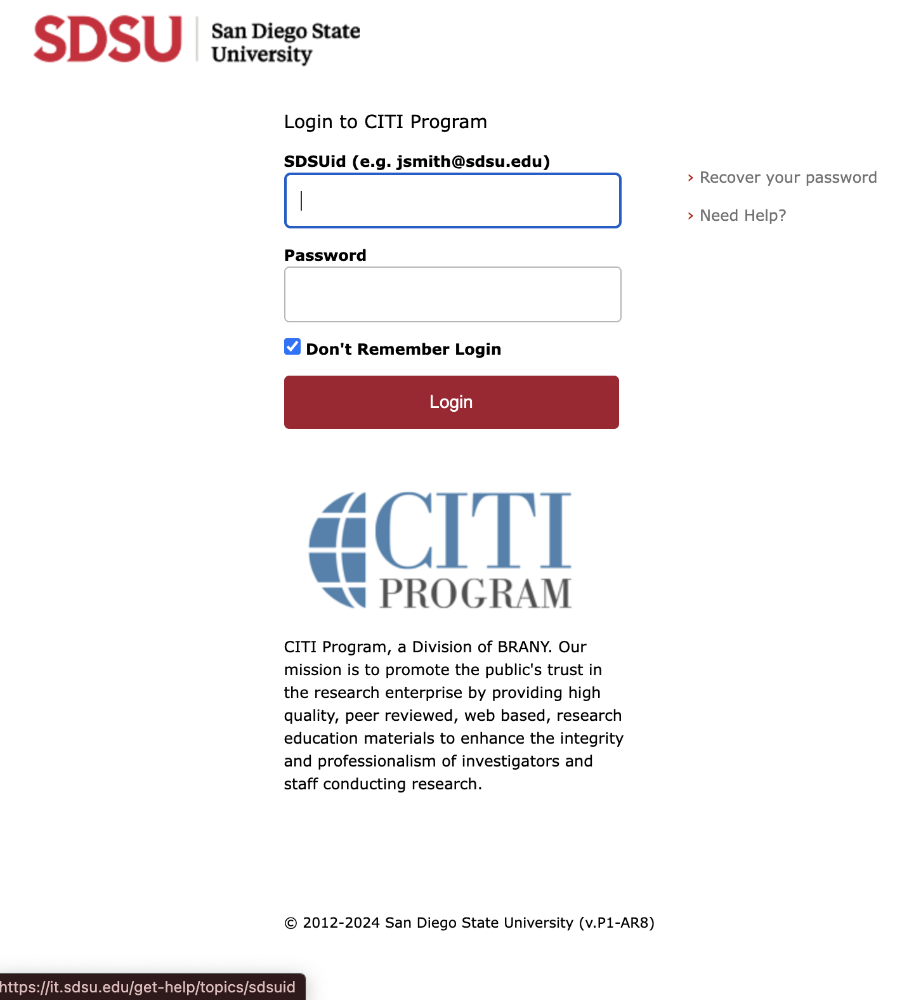 SDSU
San Diego State
University
Login to CITI Program
SDSUid (e.g. jsmith@sdsu.edu)
› Recover your password
› Need Help?
Password
Don't Remember Login
Login
CITI
PROGRAM
CITI Program, a Division of BRANY. Our
mission is to promote the public's trust in
the research enterprise by providing high
quality, peer reviewed, web based, research
education materials to enhance the integrity
and professionalism of investigators and
staff conducting research.
© 2012-2024 San Diego State University (v.P1-AR8)
https://it.sdsu.edu/get-help/topics/sdsuid